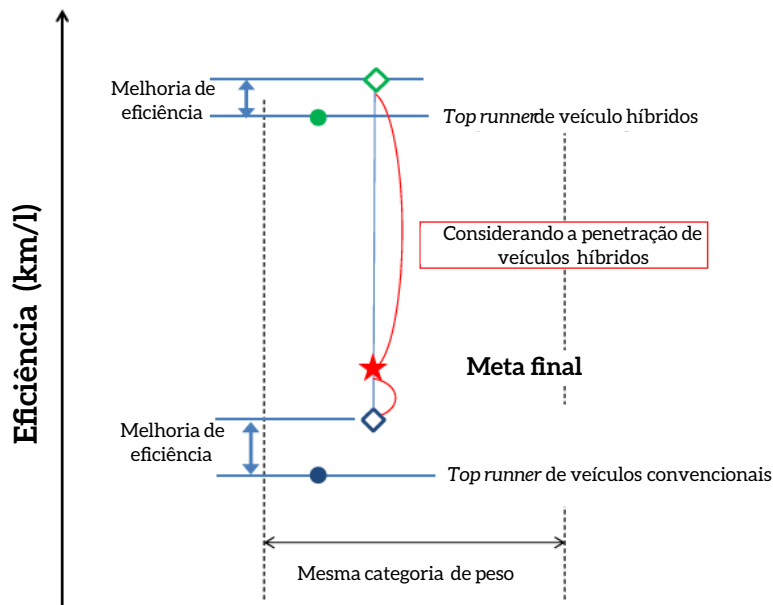 Melhoria de
eficiência
Top runnerde veículo híbridos
Considerando a penetração de
veículos híbridos
Eficiência (km/l)
Meta final
Melhoria de
eficiência
Top runner de veículos convencionais
Mesma categoria de peso